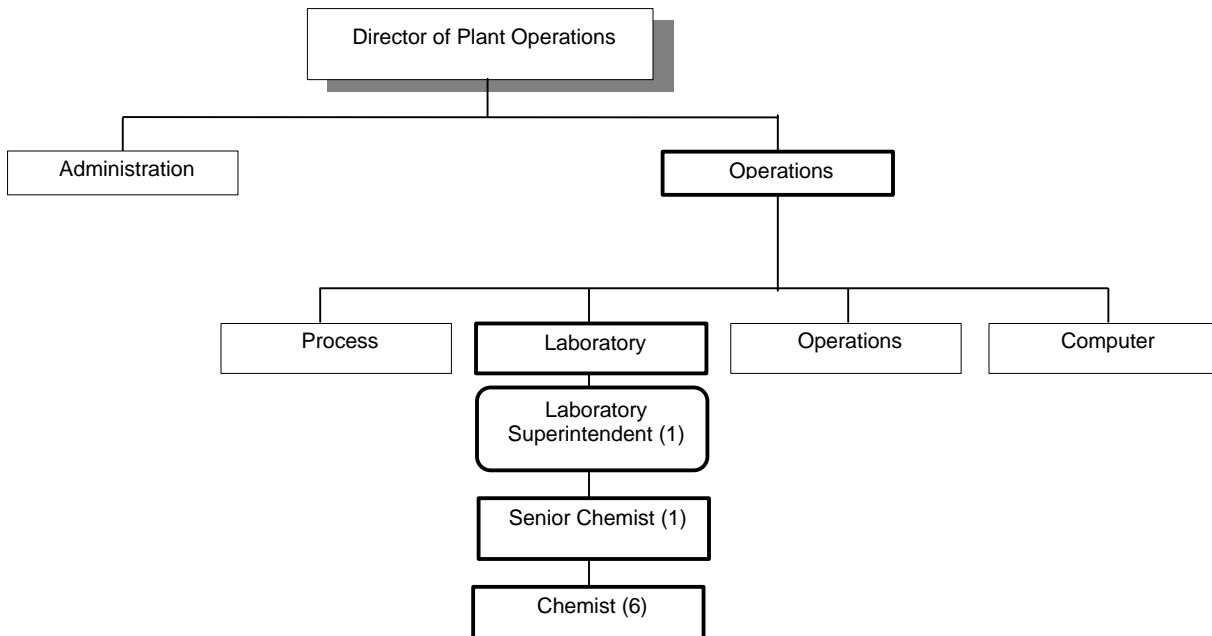 Director of Plant Operations
Administration
Operations
Process
Laboratory
Operations
Computer
Laboratory
Superintendent (1)
Senior Chemist (1)
Chemist (6)